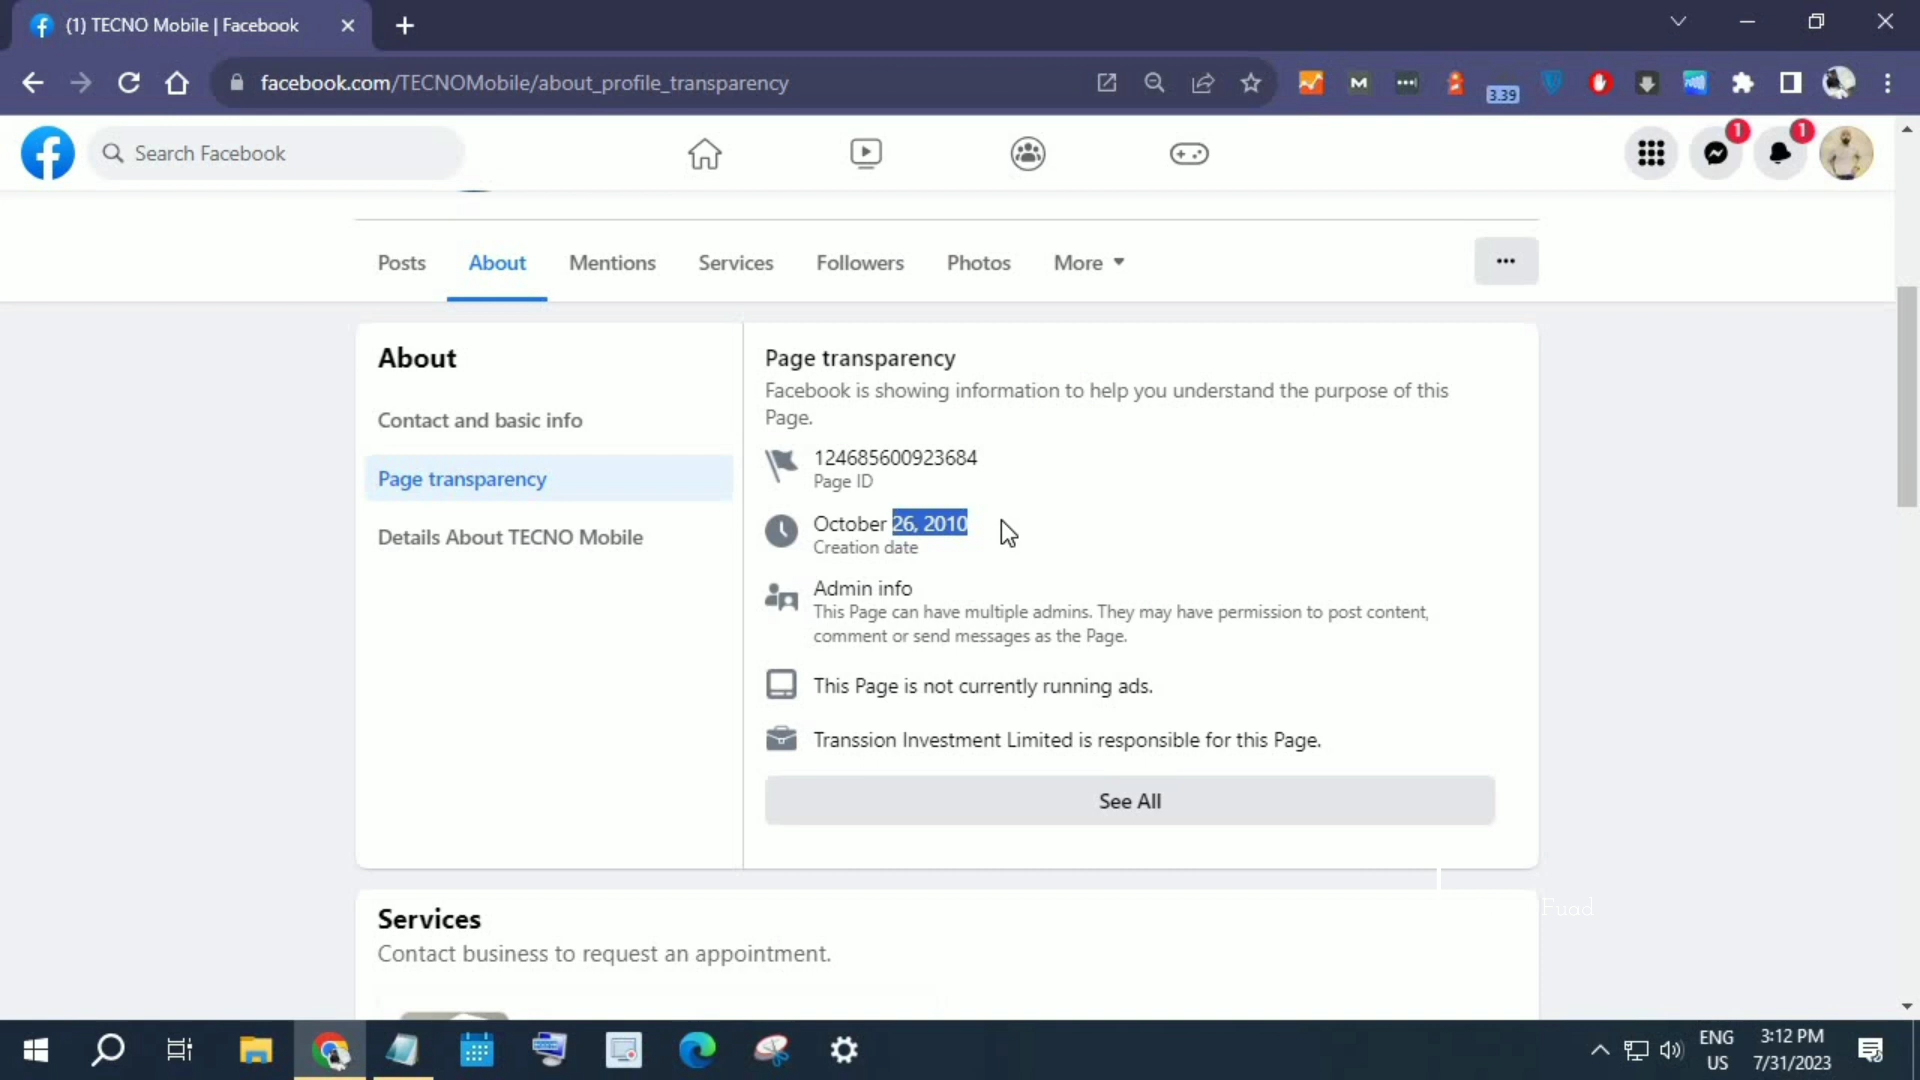 (1) TECNO Mobile | Facebook
facebook.com/TECNOMobile/about_profile_transparency
3.39
Search Facebook
1
1
Posts
About
Mentions
Services
Followers
Photos
More
About
Contact and basic info
Page transparency
Details About TECNO Mobile
Page transparency
Facebook is showing information to help you understand the purpose of this
Page.
124685600923684
Page ID
October 26, 2010
Creation date
Admin info
This Page can have multiple admins. They may have permission to post content,
comment or send messages as the Page.
This Page is not currently running ads.
Transsion Investment Limited is responsible for this Page.
See All
Services
Contact business to request an appointment.
Fuad
ENG
US
3:12 PM
7/31/2023